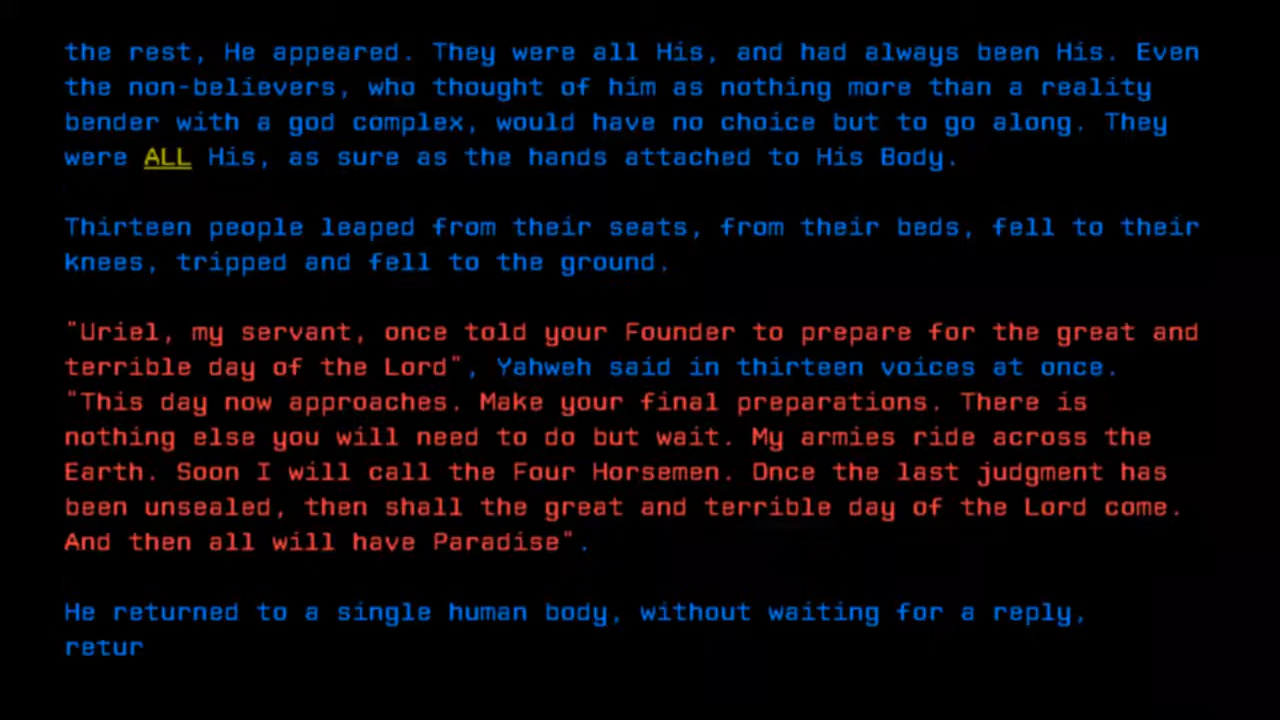 the rest, He appeared. They were all His, and had always been His. Even
the non-believers, who thought of him as nothing more than a reality
bender with a god complex, would have no choice but to go along. They
were ALL His, as sure as the hands attached to His Body.
Thirteen people leaped from their seats, from their beds, fell to their
knees, tripped and fell to the ground.
"Uriel, my servant, once told your Founder to prepare for the great and
terrible day of the Lord", Yahweh said in thirteen voices at once.
"This day now approaches. Make your final preparations. There is
nothing else you will need to do but wait. My armies ride across the
Earth. Soon I will call the Four Horsemen. Once the last judgment has
been unsealed, then shall the great and terrible day of the Lord come.
And then all will have Paradise".
He returned to a single human body, without waiting for a reply,
retur